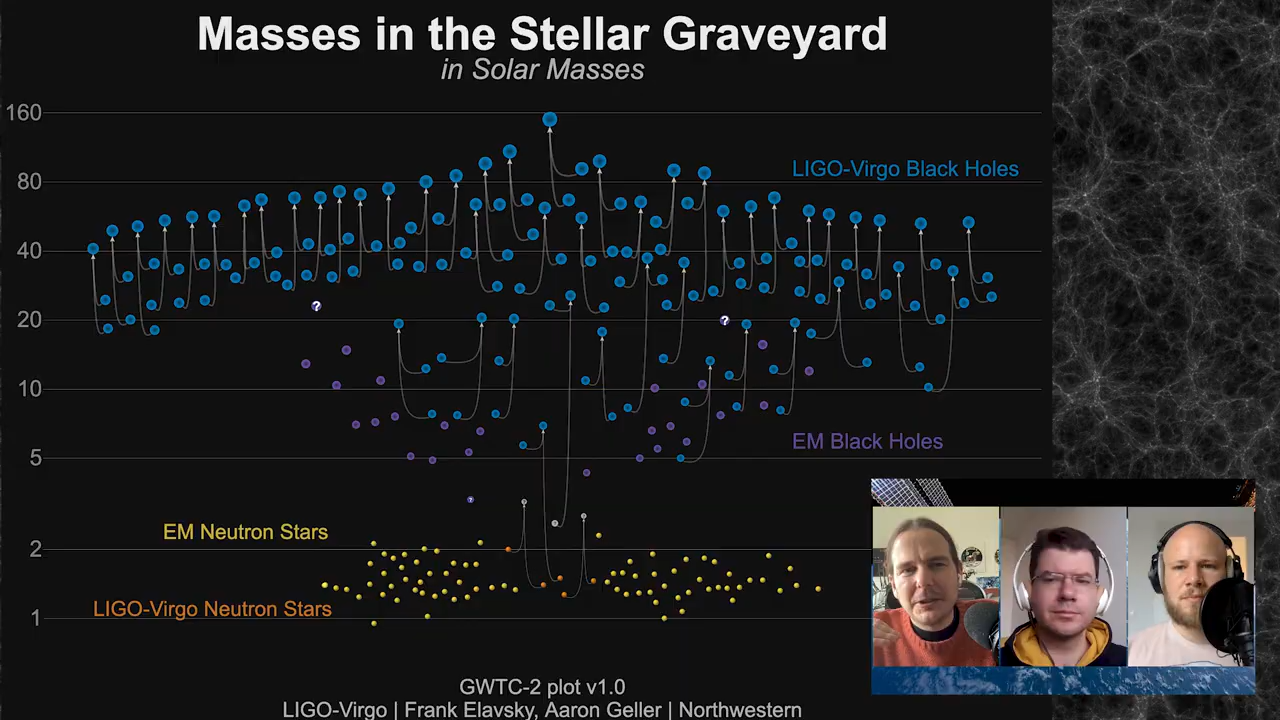 Masses in the Stellar Graveyard
in Solar Masses
160
LIGO-Virgo Black Holes
80
40
?
?
20
10
EM Black Holes
5
?
EM Neutron Stars
2
LIGO-Virgo Neutron Stars
1
GWTC-2 plot v1.0
LIGO-Virgo | Frank Elavsky, Aaron Geller | Northwestern